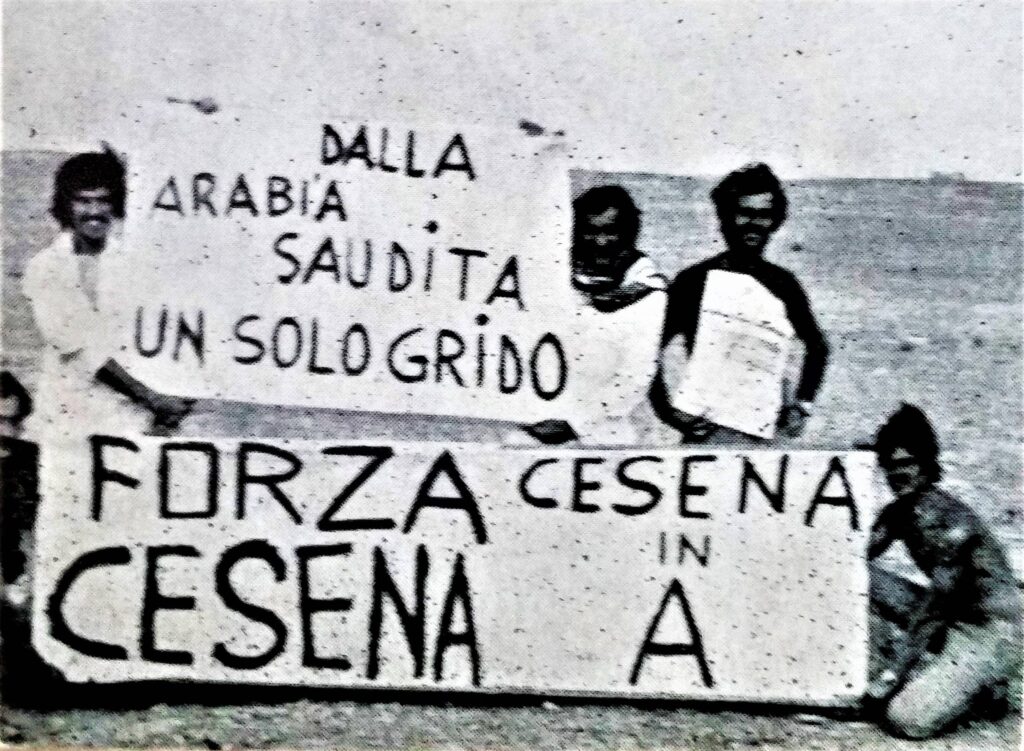 DALLA
ARABIA
SAUDITA
UN SOLO GRIDO
FORZA
CESENA
CESENA
IN
A